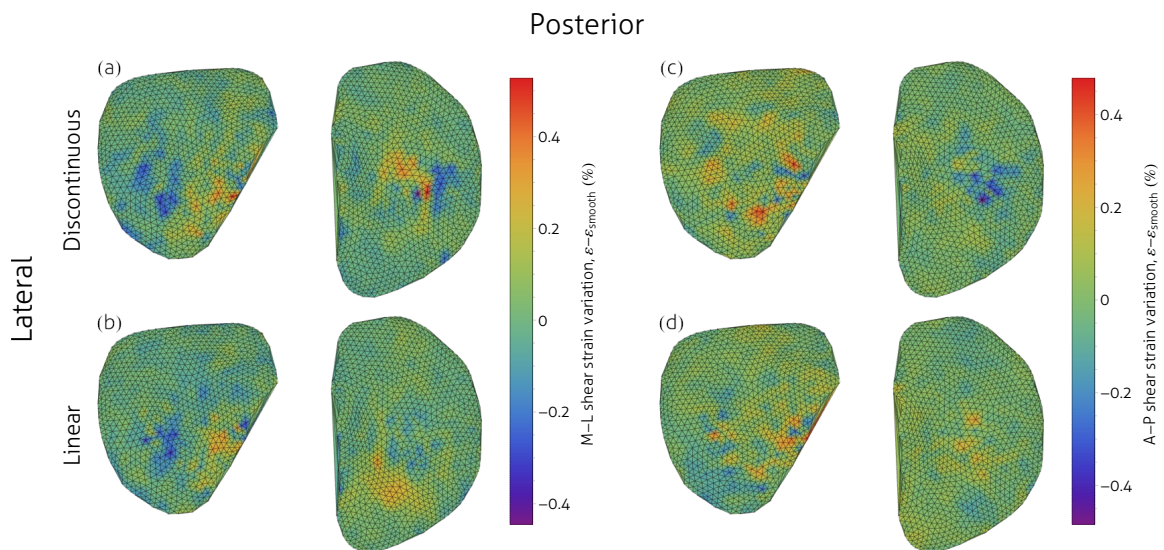 Posterior
Lateral
Discontinuous
Linear
(a)
(b)
(c)
(d)
0.4
0.2
0
−0.2
−0.4
M–L shear strain variation, ε–ε_smooth (%)
0.4
0.2
0
−0.2
−0.4
A–P shear strain variation, ε–ε_smooth (%)